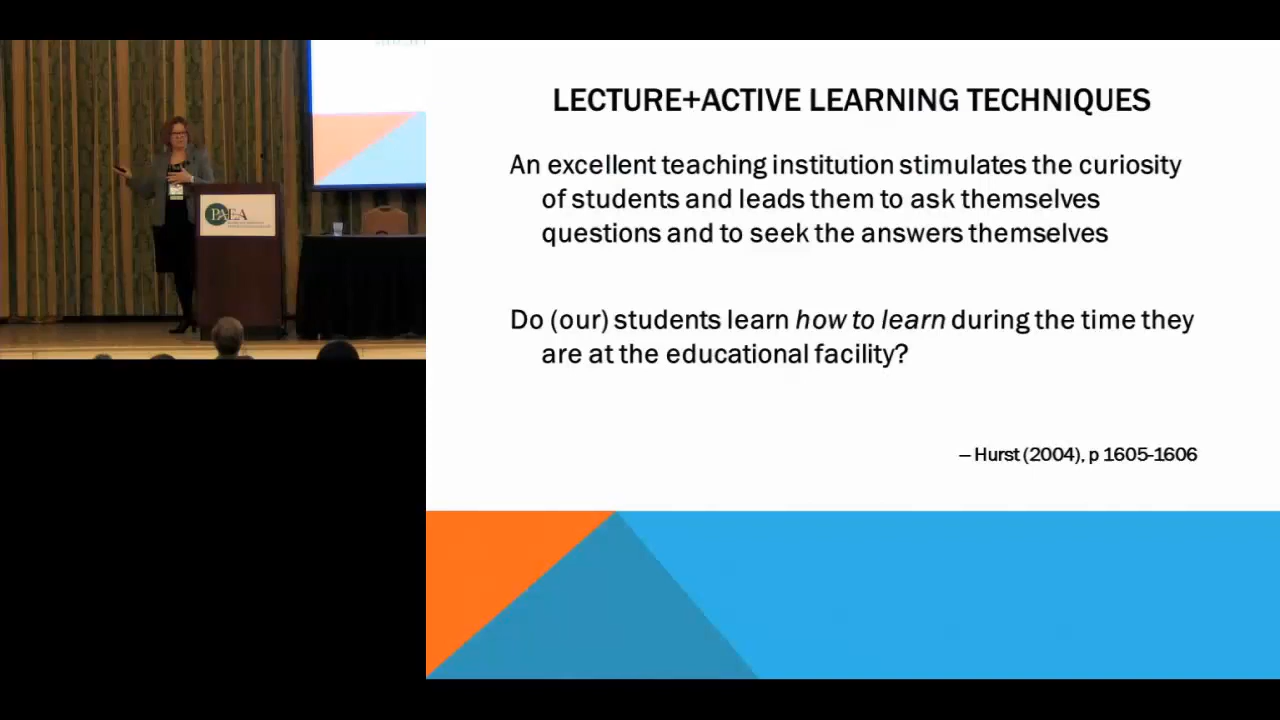 LECTURE+ACTIVE LEARNING TECHNIQUES
An excellent teaching institution stimulates the curiosity
of students and leads them to ask themselves
questions and to seek the answers themselves
Do (our) students learn how to learn during the time they
are at the educational facility?
– Hurst (2004), p 1605-1606
PAEA